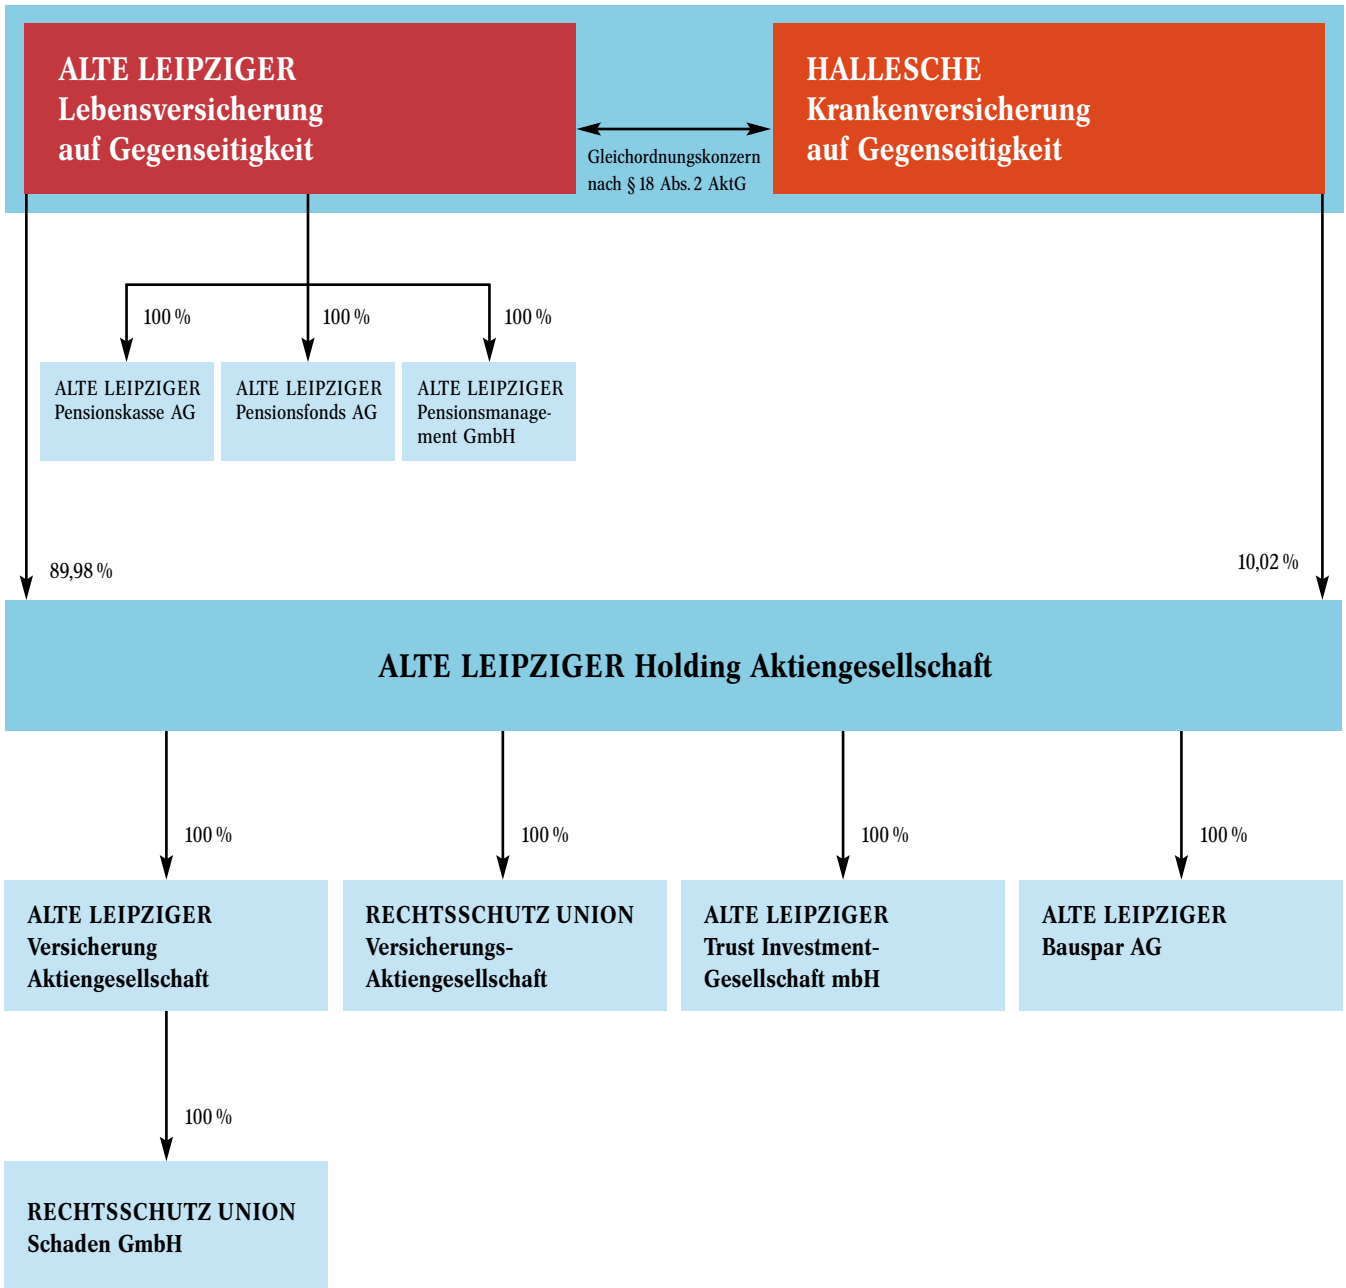 ALTE LEIPZIGER
Lebensversicherung
auf Gegenseitigkeit
Gleichordnungskonzern
nach § 18 Abs. 2 AktG
HALLESCHE
Krankenversicherung
auf Gegenseitigkeit
100 %
100 %
100 %
ALTE LEIPZIGER
Pensionskasse AG
ALTE LEIPZIGER
Pensionsfonds AG
ALTE LEIPZIGER
Pensionsmanage-
ment GmbH
89,98 %
10,02 %
ALTE LEIPZIGER Holding Aktiengesellschaft
100 %
100 %
100 %
100 %
ALTE LEIPZIGER
Versicherung
Aktiengesellschaft
RECHTSSCHUTZ UNION
Versicherungs-
Aktiengesellschaft
ALTE LEIPZIGER
Trust Investment-
Gesellschaft mbH
ALTE LEIPZIGER
Bauspar AG
100 %
RECHTSSCHUTZ UNION
Schaden GmbH